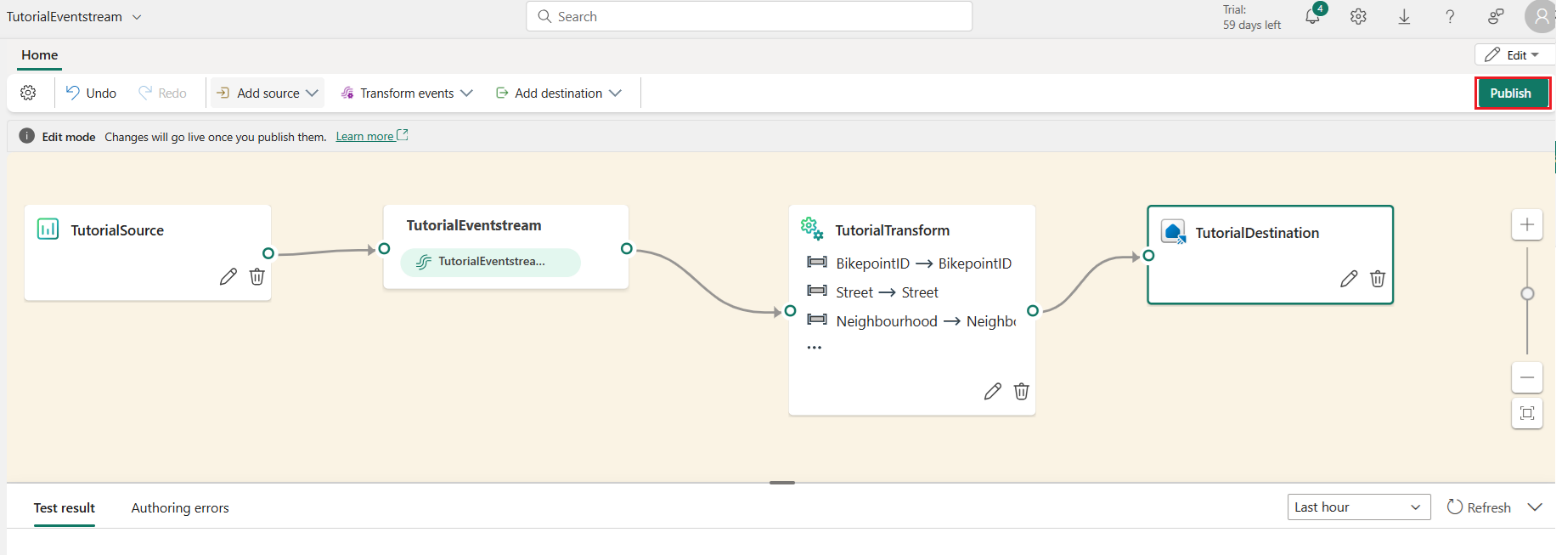 TutorialEventstream
Search
Trial:
59 days left
4
Home
Edit
Undo
Redo
Add source
Transform events
Add destination
Publish
Edit mode Changes will go live once you publish them. Learn more
TutorialSource
TutorialEventstream
TutorialEventstrea...
TutorialTransform
BikepointID → BikepointID
Street → Street
Neighbourhood → Neighb
...
TutorialDestination
Test result
Authoring errors
Last hour
Refresh